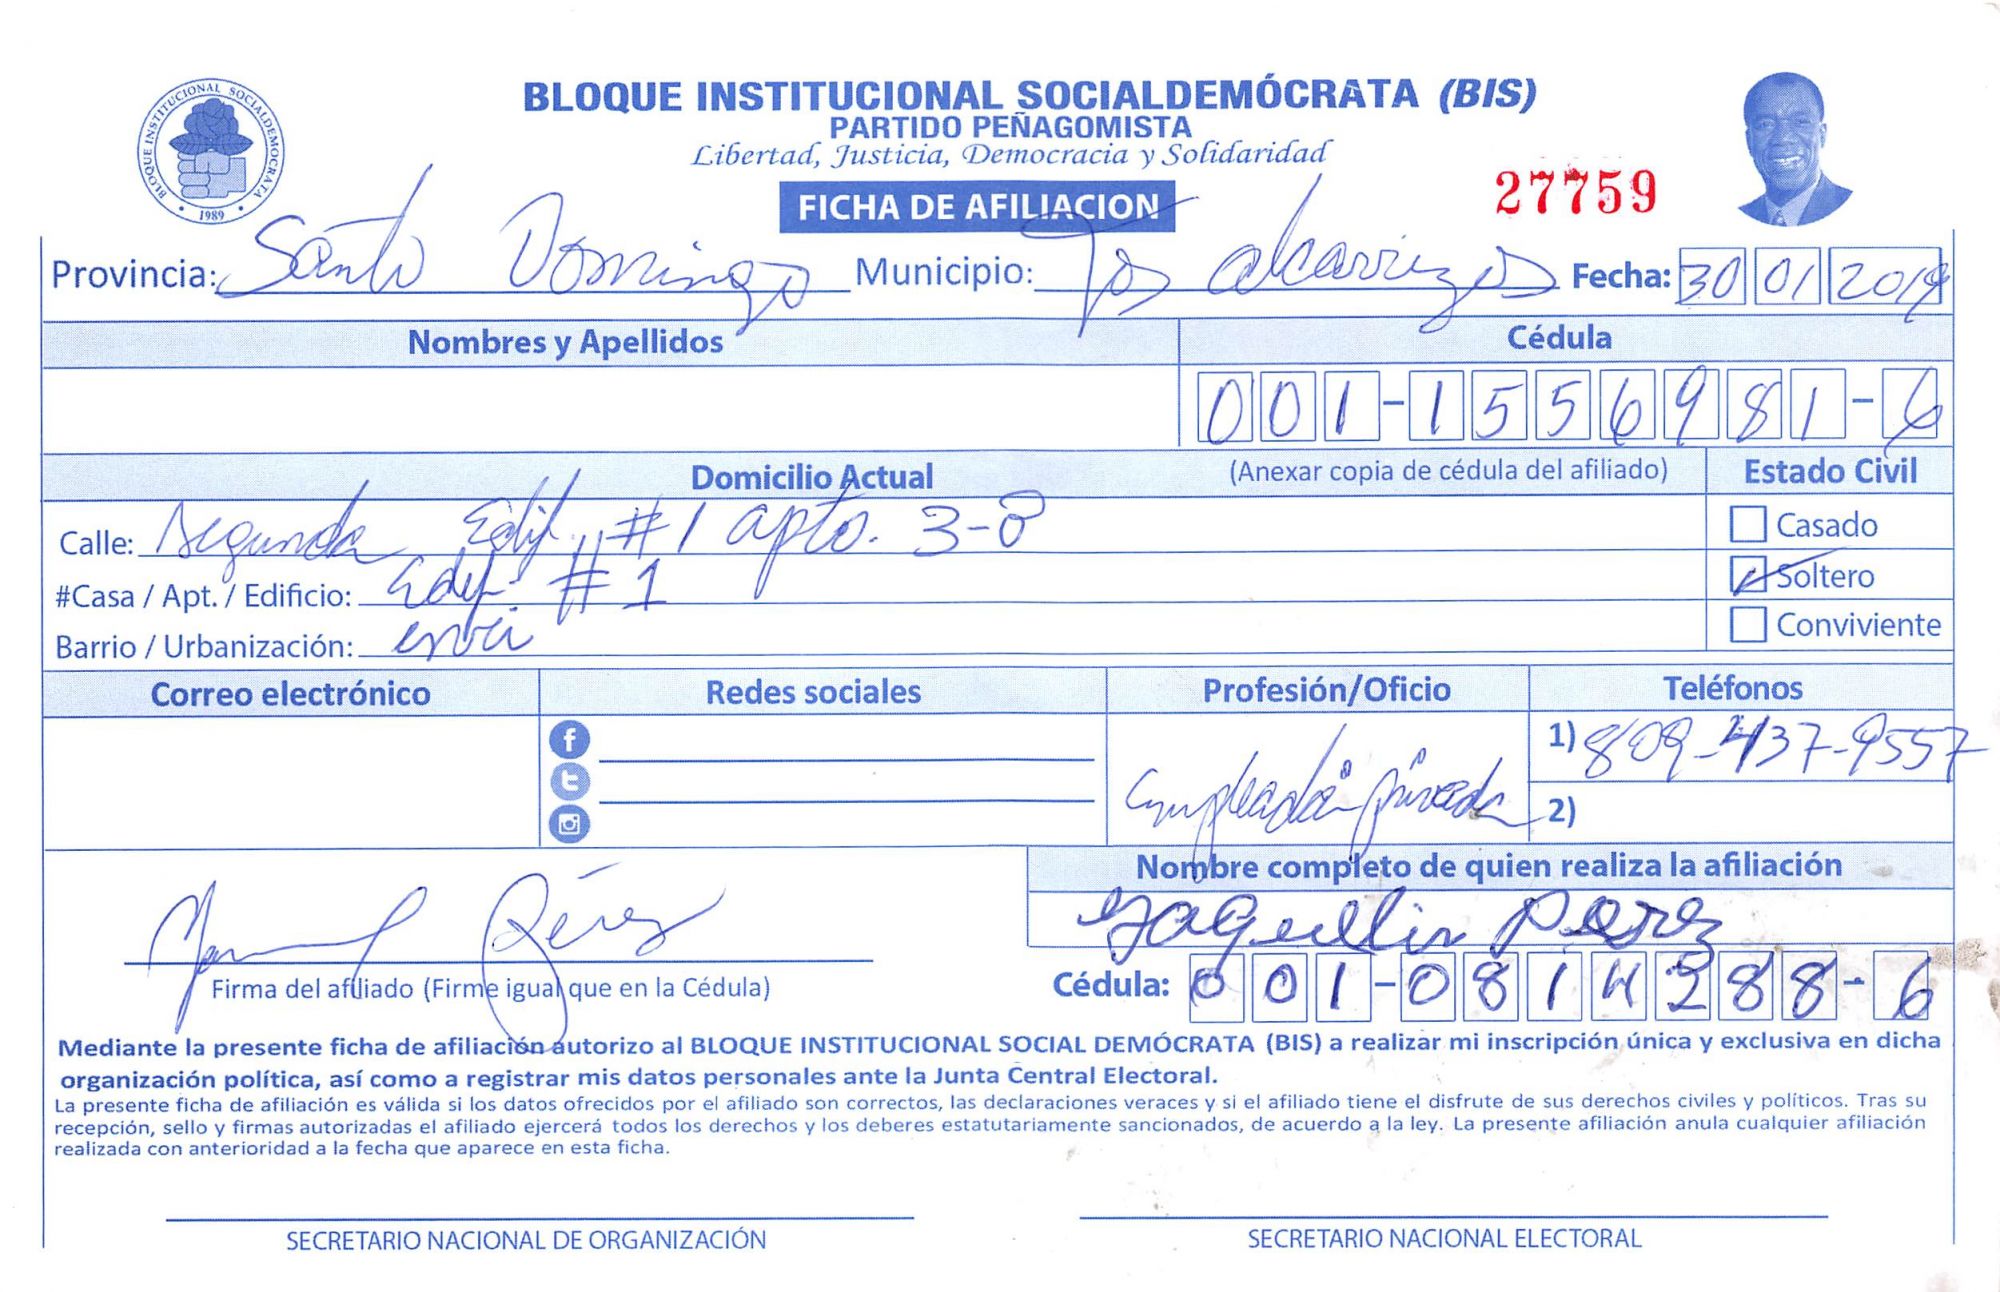 BLOQUE INSTITUCIONAL SOCIALDEMÓCRATA (BIS)
PARTIDO PEÑAGOMISTA
Libertad, Justicia, Democracia y Solidaridad
BLOQUE INSTITUCIONAL SOCIALDEMOCRATA
1989
27759
FICHA DE AFILIACION
Provincia: Santo Domingo Municipio: Los alcarrizos Fecha: 30 01 2019
Nombres y Apellidos Cédula
001-1556981-6
Domicilio Actual (Anexar copia de cédula del afiliado) Estado Civil
Calle: Segunda Edif. #1 apto. 3-8 Casado
#Casa / Apt. / Edificio: Edif. #1 Soltero
Barrio / Urbanización: Conviviente
Correo electrónico Redes sociales Profesión/Oficio Teléfonos
1) 809-437-9557
Empleada privada
2)
Nombre completo de quien realiza la afiliación
Pérez Yaquellin Perez
Firma del afiliado (Firme igual que en la Cédula) Cédula: 001-0814288-6
Mediante la presente ficha de afiliación autorizo al BLOQUE INSTITUCIONAL SOCIAL DEMÓCRATA (BIS) a realizar mi inscripción única y exclusiva en dicha
organización política, así como a registrar mis datos personales ante la Junta Central Electoral.
La presente ficha de afiliación es válida si los datos ofrecidos por el afiliado son correctos, las declaraciones veraces y si el afiliado tiene el disfrute de sus derechos civiles y políticos. Tras su
recepción, sello y firmas autorizadas el afiliado ejercerá todos los derechos y los deberes estatutariamente sancionados, de acuerdo a la ley. La presente afiliación anula cualquier afiliación
realizada con anterioridad a la fecha que aparece en esta ficha.
SECRETARIO NACIONAL DE ORGANIZACIÓN SECRETARIO NACIONAL ELECTORAL